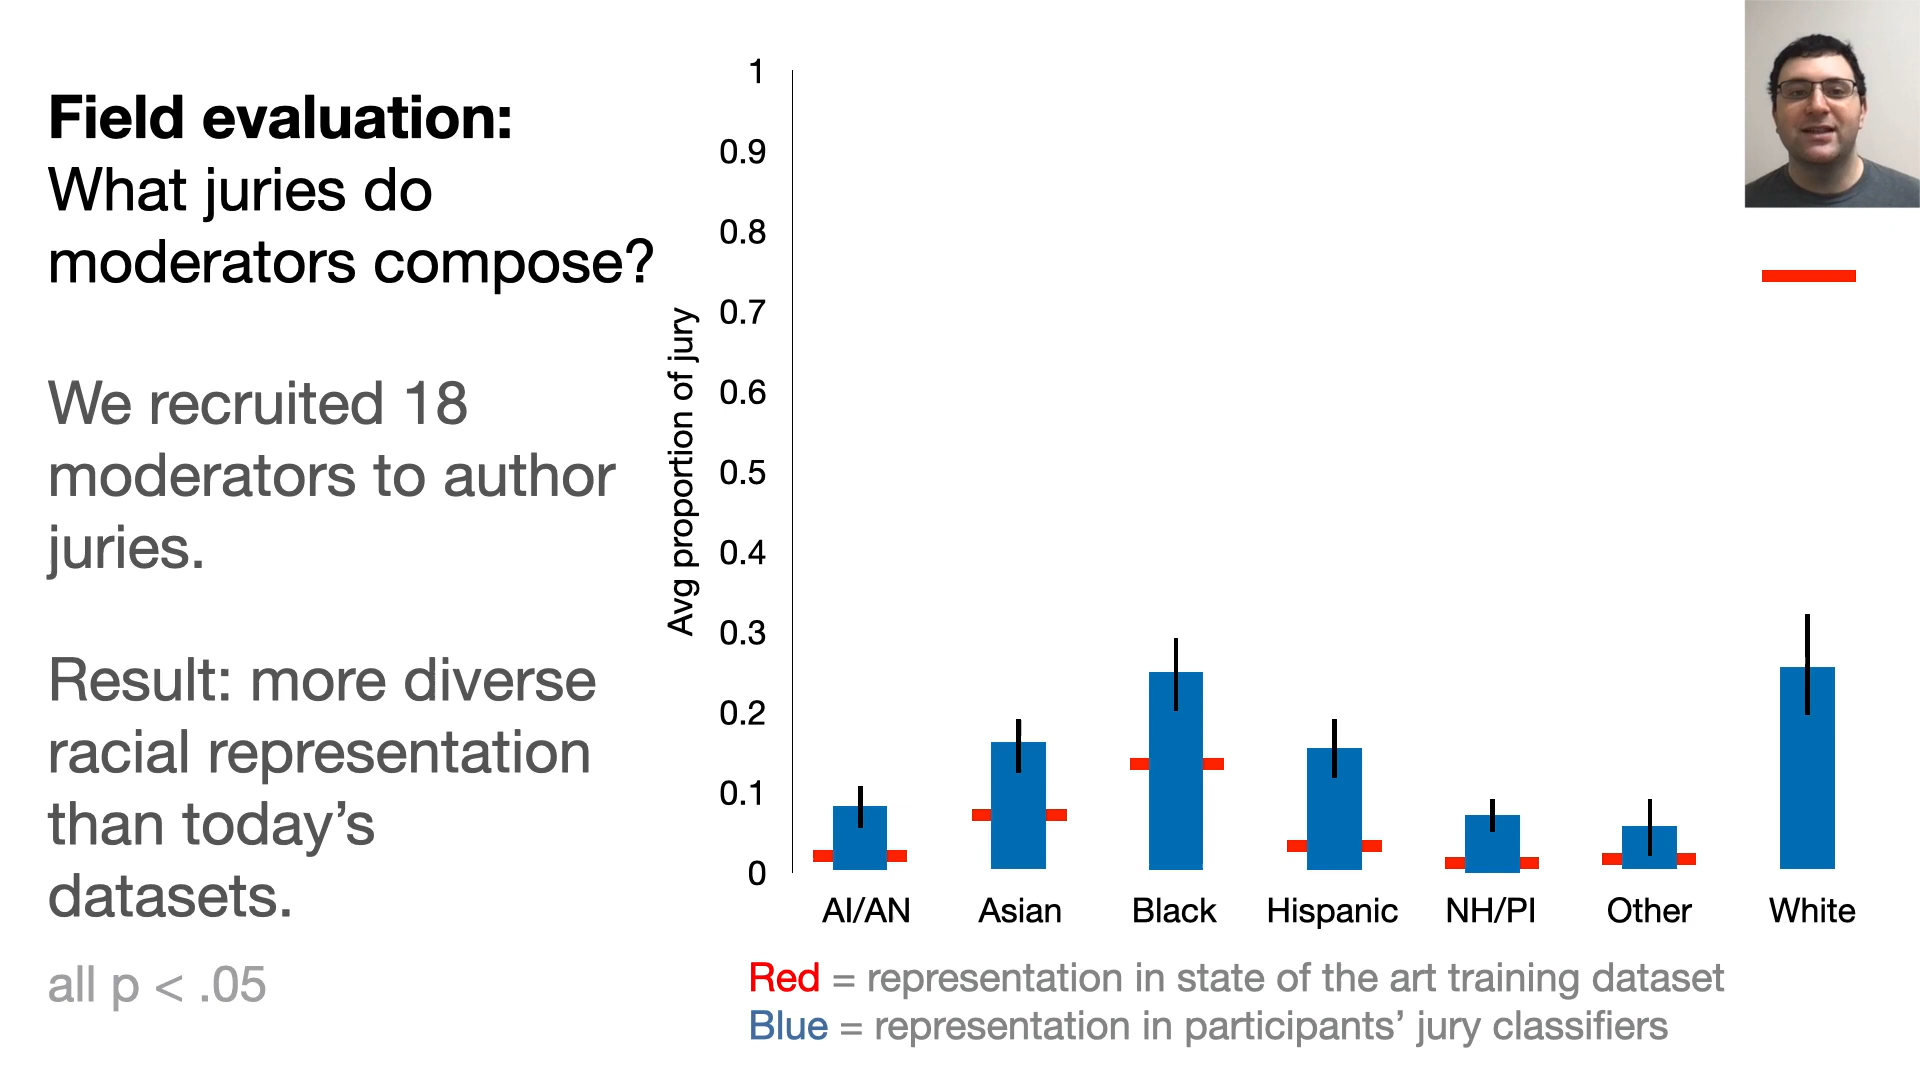 Field evaluation:
What juries do
moderators compose?
We recruited 18
moderators to author
juries.
Result: more diverse
racial representation
than today’s
datasets.
all p < .05
Avg proportion of jury
1
0.9
0.8
0.7
0.6
0.5
0.4
0.3
0.2
0.1
0
AI/AN Asian Black Hispanic NH/PI Other White
Red = representation in state of the art training dataset
Blue = representation in participants’ jury classifiers